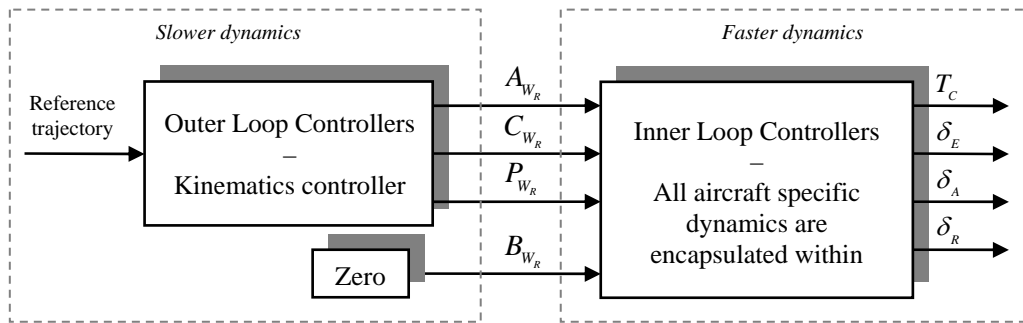 Slower dynamics
Faster dynamics
Reference
trajectory
Outer Loop Controllers
–
Kinematics controller
Zero
A_{W_R}
C_{W_R}
P_{W_R}
B_{W_R}
Inner Loop Controllers
–
All aircraft specific
dynamics are
encapsulated within
T_C
δ_E
δ_A
δ_R